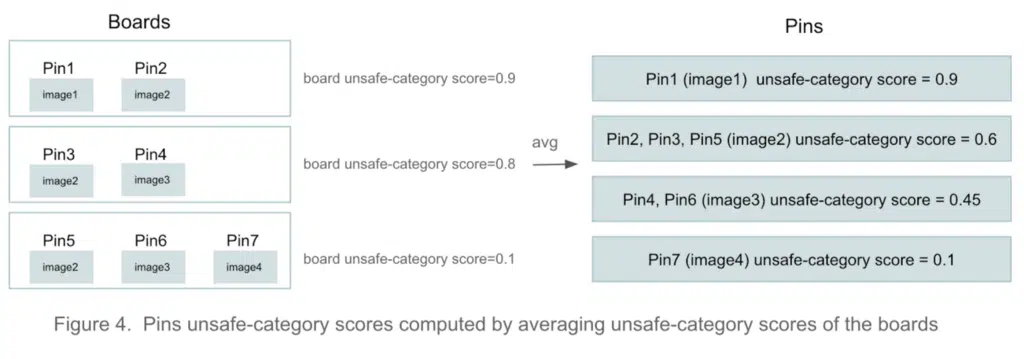 Boards
Pin1 Pin2
image1 image2
board unsafe-category score=0.9
Pin3 Pin4
image2 image3
board unsafe-category score=0.8
Pin5 Pin6 Pin7
image2 image3 image4
board unsafe-category score=0.1
avg
Pins
Pin1 (image1) unsafe-category score = 0.9
Pin2, Pin3, Pin5 (image2) unsafe-category score = 0.6
Pin4, Pin6 (image3) unsafe-category score = 0.45
Pin7 (image4) unsafe-category score = 0.1
Figure 4. Pins unsafe-category scores computed by averaging unsafe-category scores of the boards